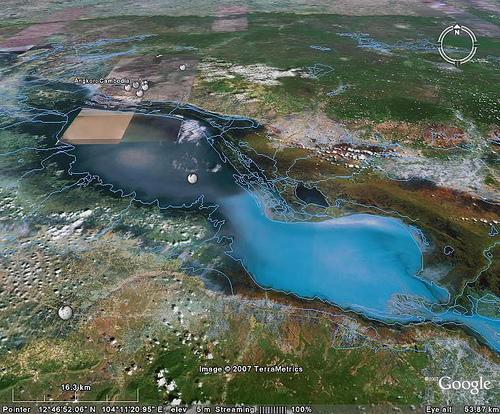 N
Angkor, Cambodia
Image © 2007 TerraMetrics
16.3 km
Google
Pointer 12°46'52.06" N 104°11'20.95" E elev 5 m Streaming 100% Eye alt 53.87 km